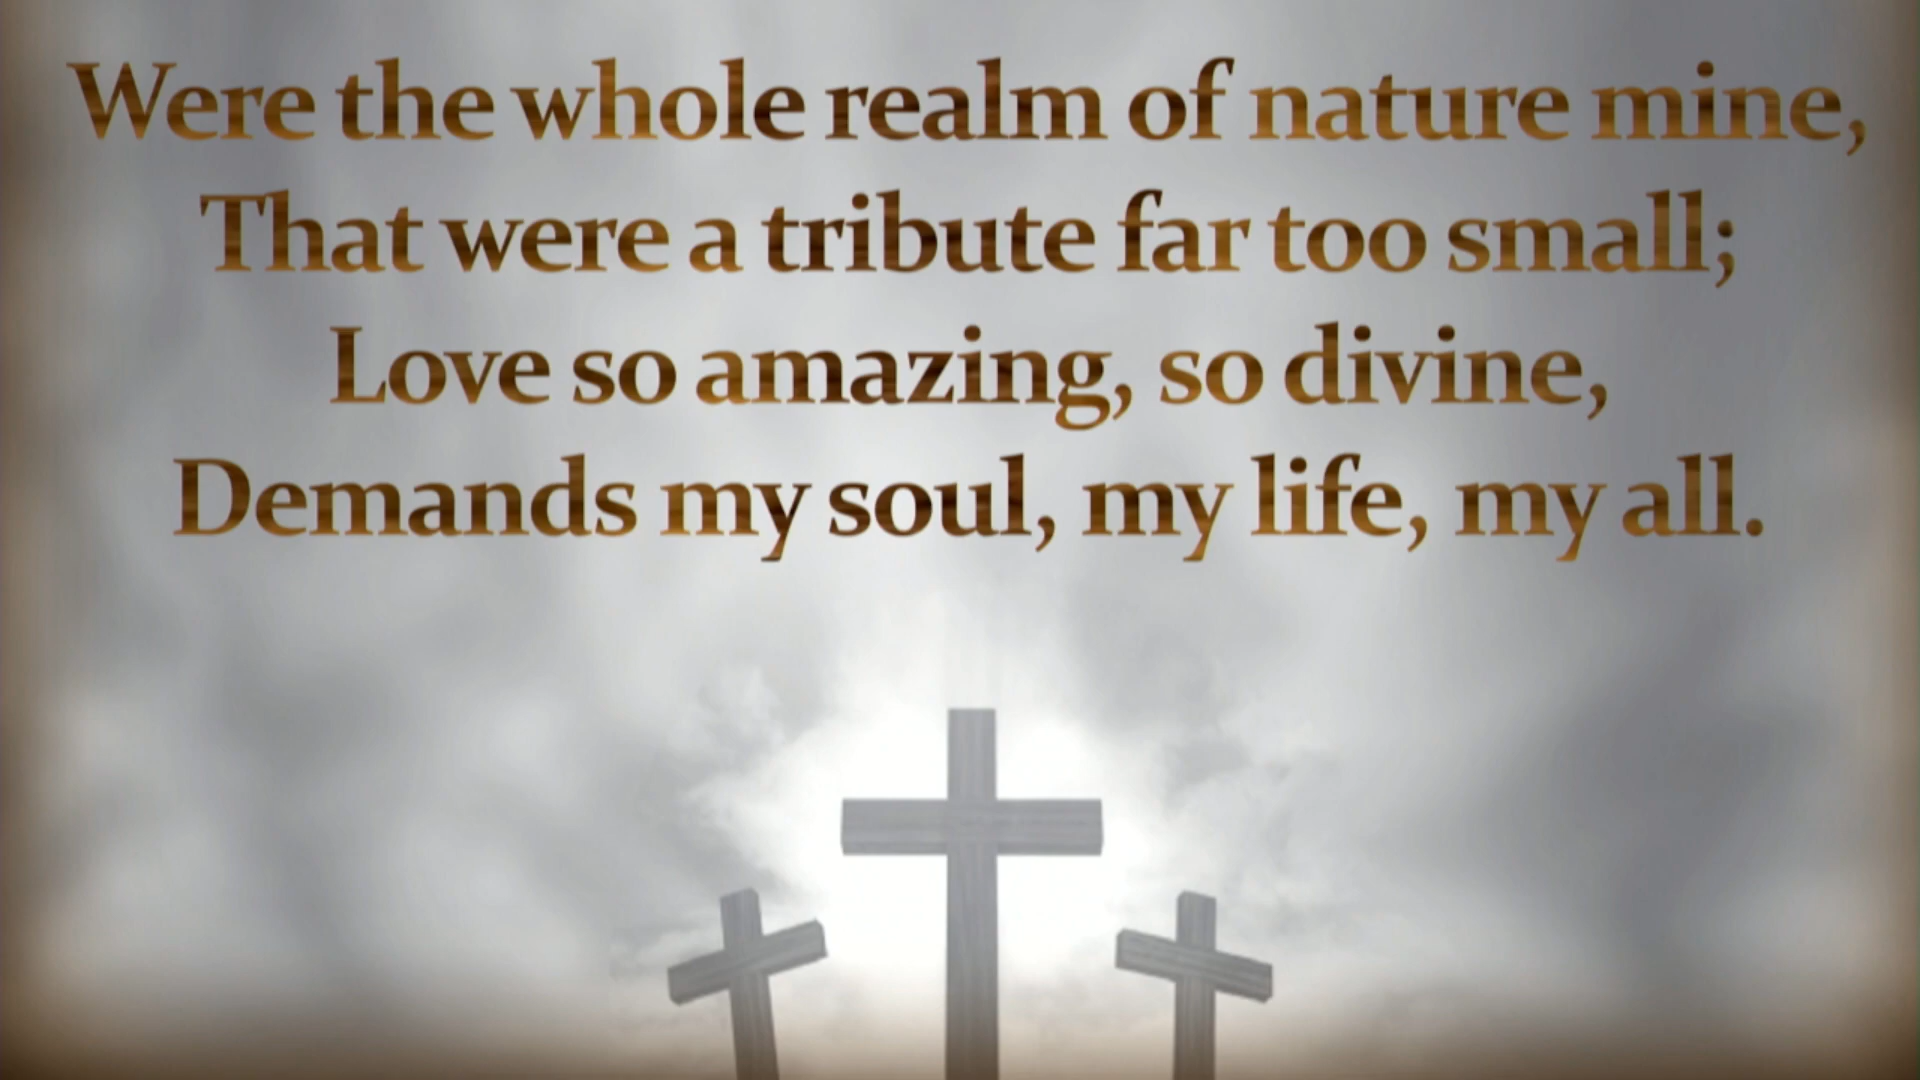 Were the whole realm of nature mine,
That were a tribute far too small;
Love so amazing, so divine,
Demands my soul, my life, my all.